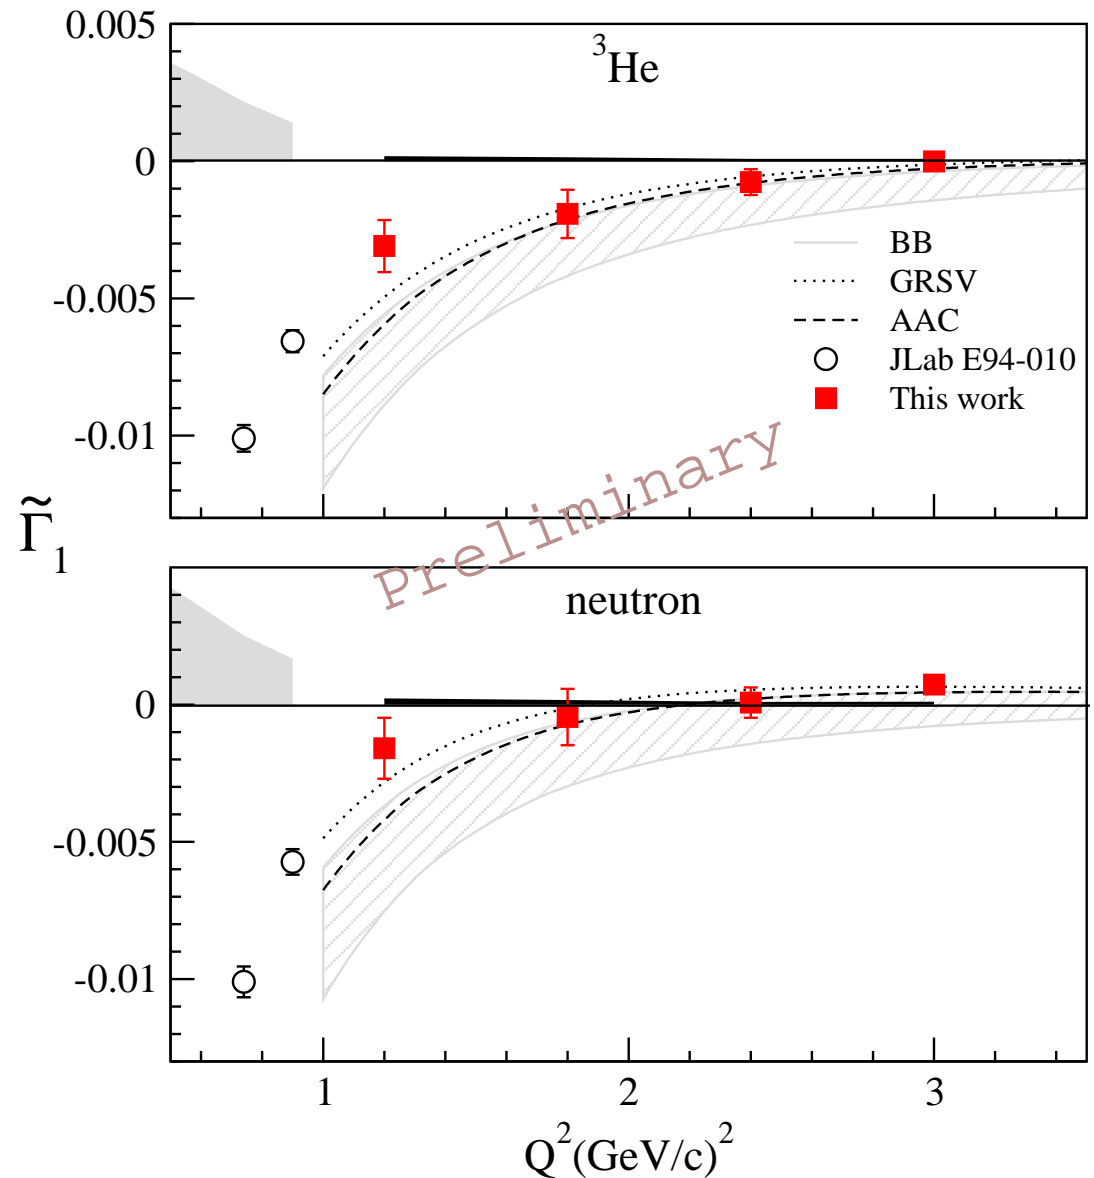 ³He
0.005
0
-0.005
-0.01
BB
GRSV
AAC
JLab E94-010
This work
Preliminary
Γ̃₁
neutron
0
-0.005
-0.01
1 2 3
Q²(GeV/c)²